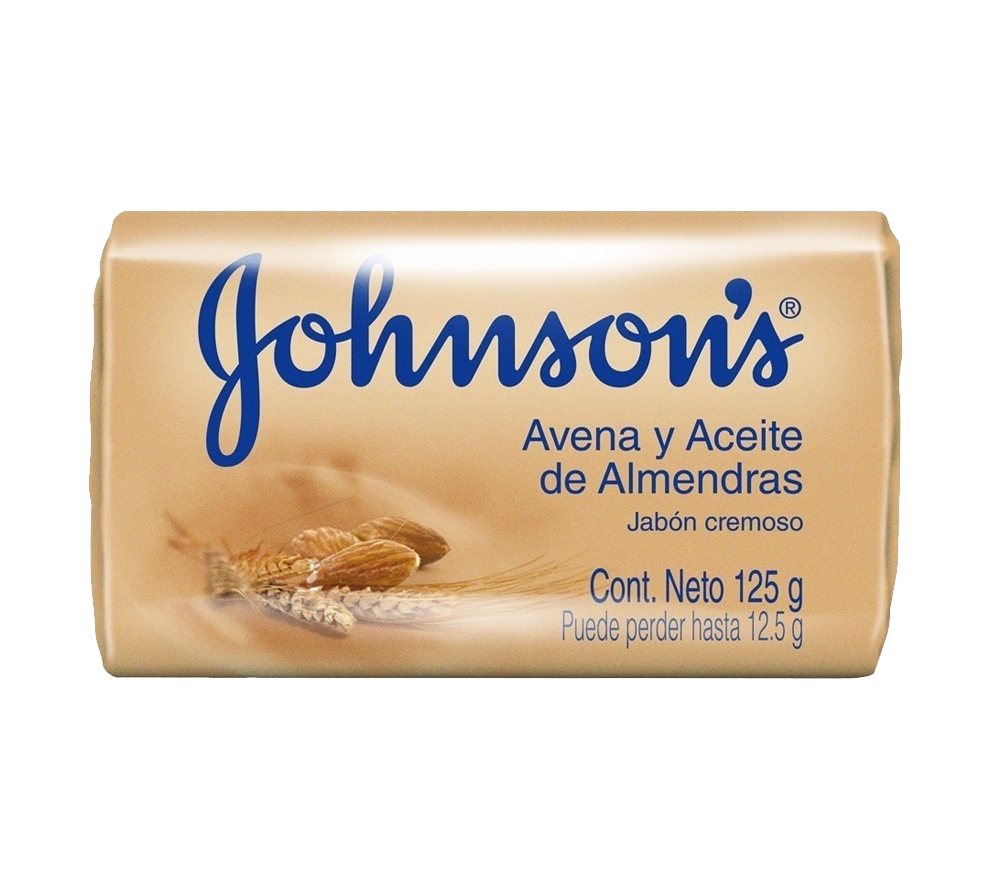 Johnson's®
Avena y Aceite
de Almendras
Jabón cremoso
Cont. Neto 125 g
Puede perder hasta 12.5 g